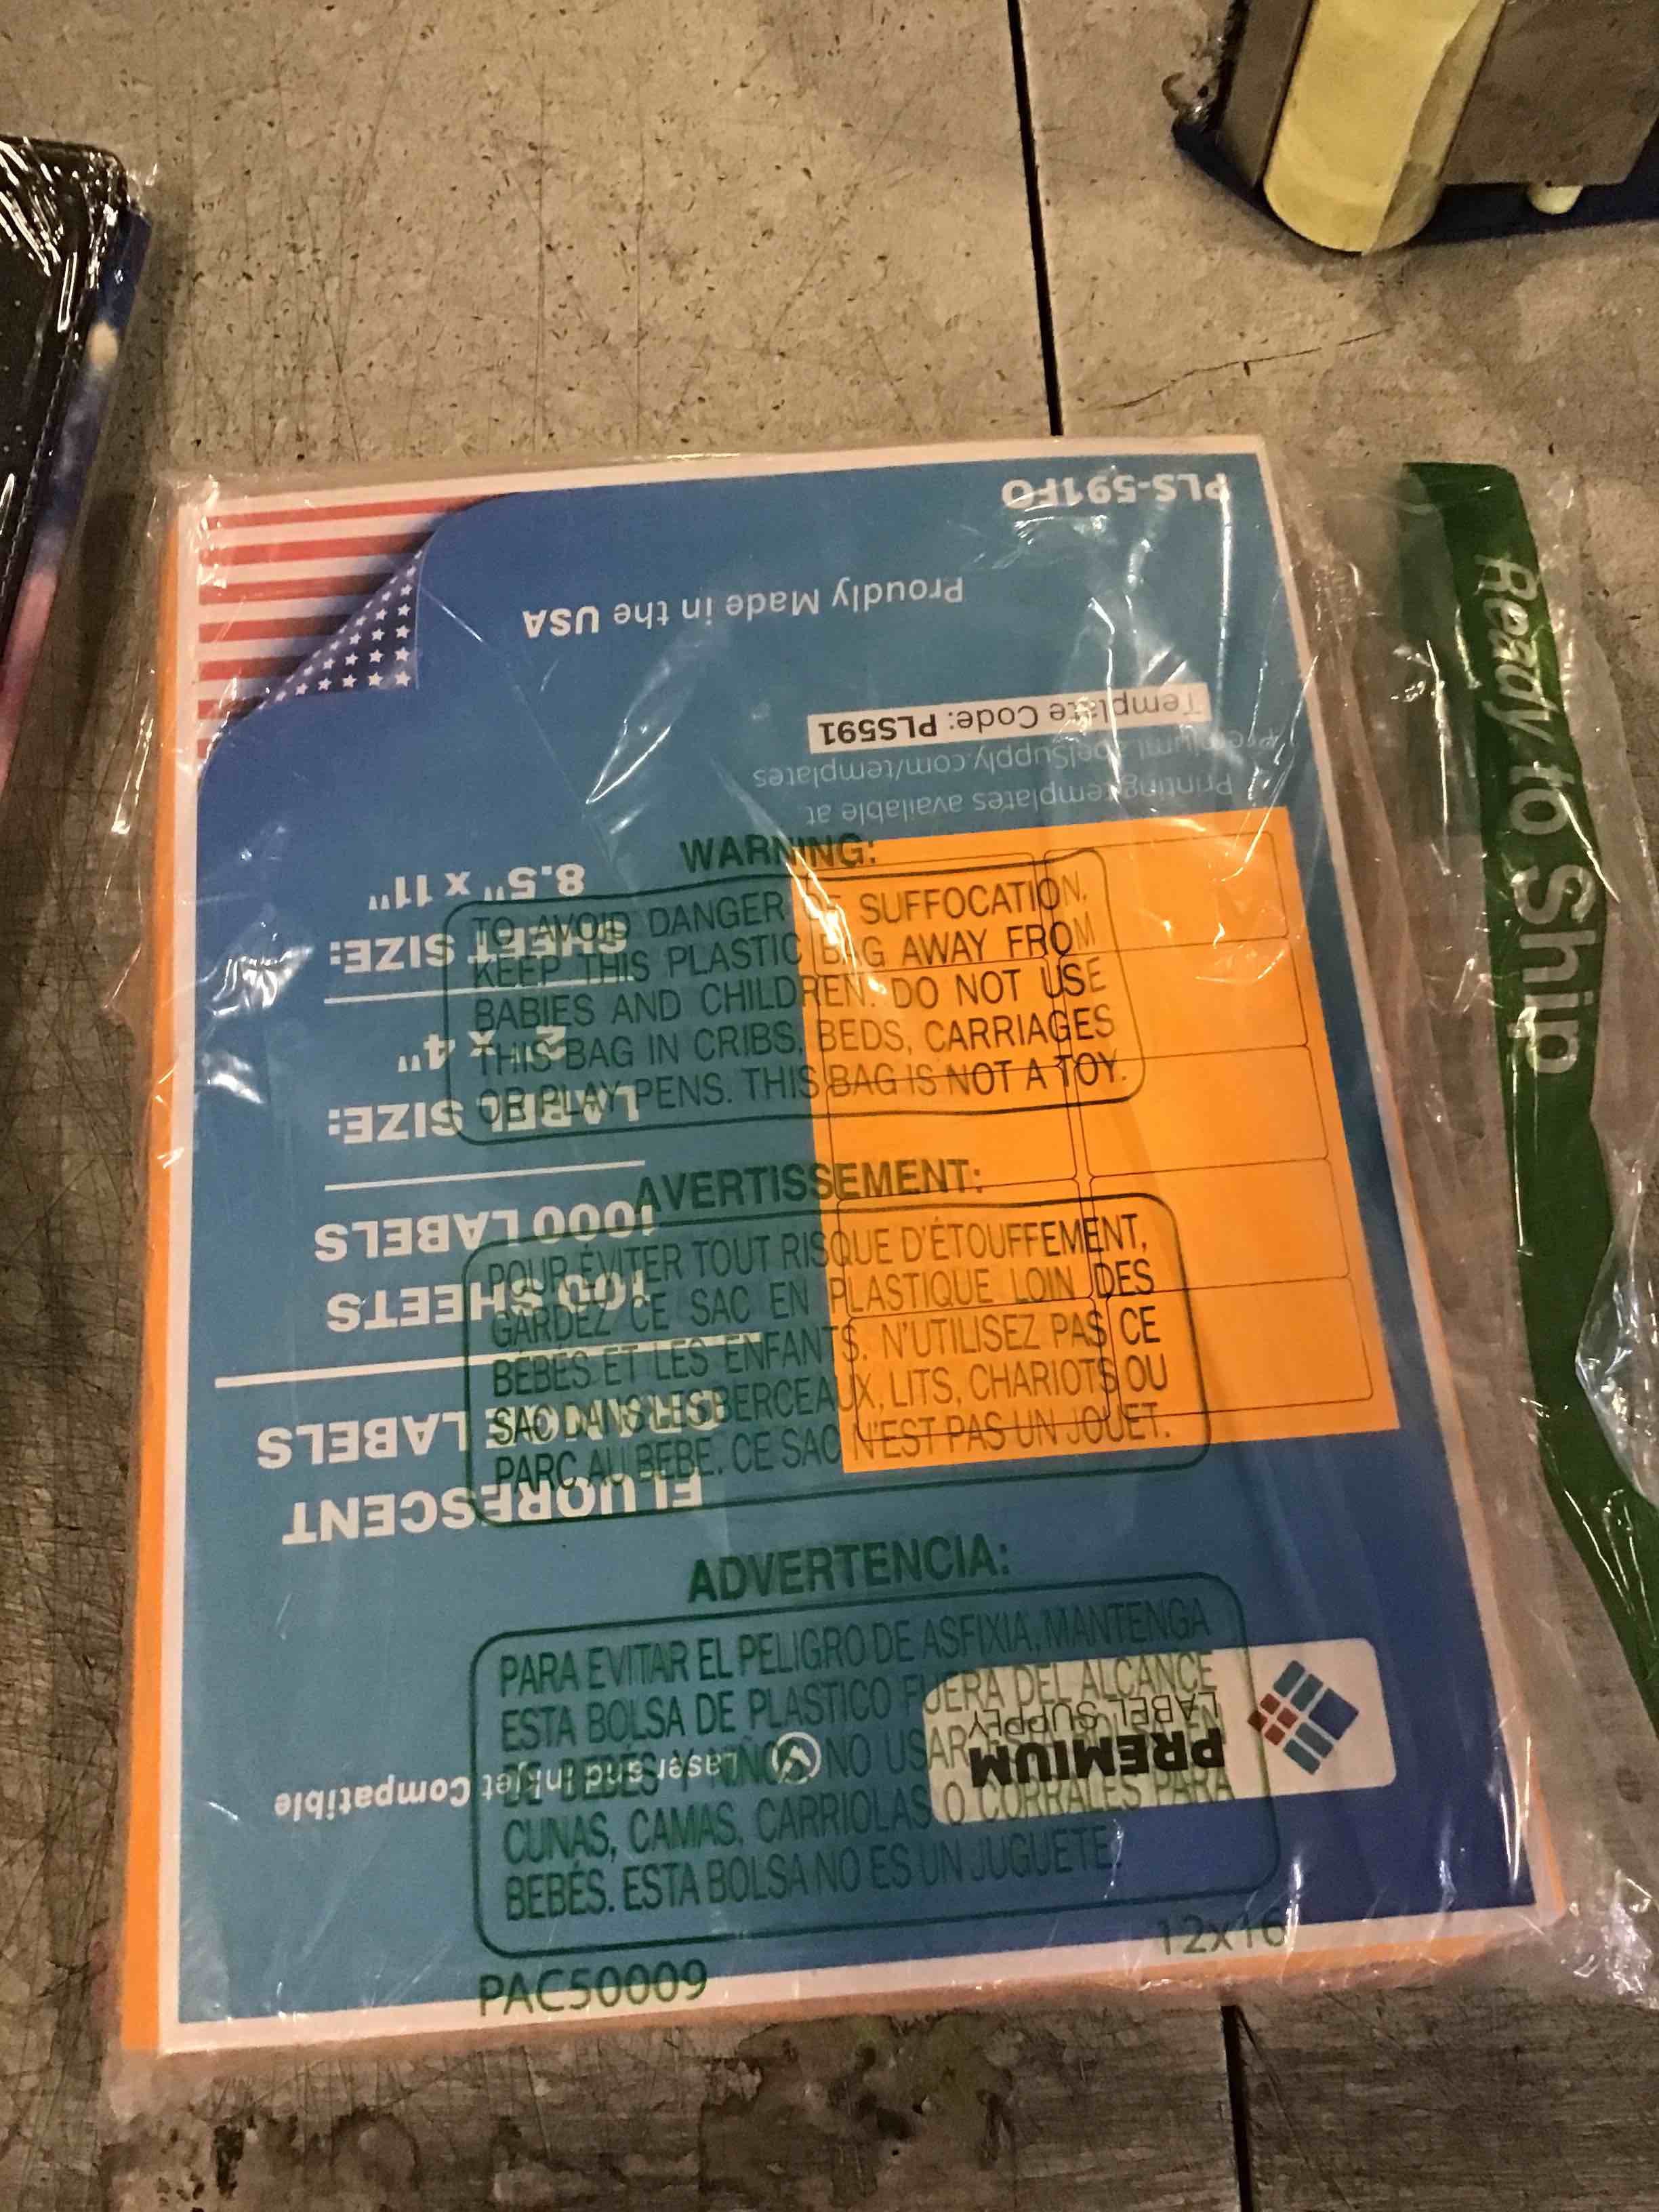 PLS-591FO
Proudly Made in the USA
Template Code: PLS591
PremiumLabelSupply.com/templates
Printing templates available at
WARNING:
TO AVOID DANGER OF SUFFOCATION,
KEEP THIS PLASTIC BAG AWAY FROM
BABIES AND CHILDREN. DO NOT USE
THIS BAG IN CRIBS, BEDS, CARRIAGES
OR PLAY PENS. THIS BAG IS NOT A TOY.
AVERTISSEMENT:
POUR ÉVITER TOUT RISQUE D'ÉTOUFFEMENT,
GARDEZ CE SAC EN PLASTIQUE LOIN DES
BÉBÉS ET LES ENFANTS. N'UTILISEZ PAS CE
SAC DANS LES BERCEAUX, LITS, CHARIOTS OU
PARC AU BEBE. CE SAC N'EST PAS UN JOUET.
ADVERTENCIA:
PARA EVITAR EL PELIGRO DE ASFIXIA, MANTENGA
ESTA BOLSA DE PLASTICO FUERA DEL ALCANCE
DE BEBÉS Y NIÑOS. NO USAR
CUNAS, CAMAS, CARRIOLAS O CORRALES PARA
BEBÉS. ESTA BOLSA NO ES UN JUGUETE.
PAC50009
12x16
PREMIUM
LABEL SUPPLY
Laser and Inkjet Compatible
FLUORESCENT
ORANGE LABELS
100 SHEETS
1000 LABELS
LABEL SIZE:
2" x 4"
SHEET SIZE:
8.5" x 11"
Ready to Ship